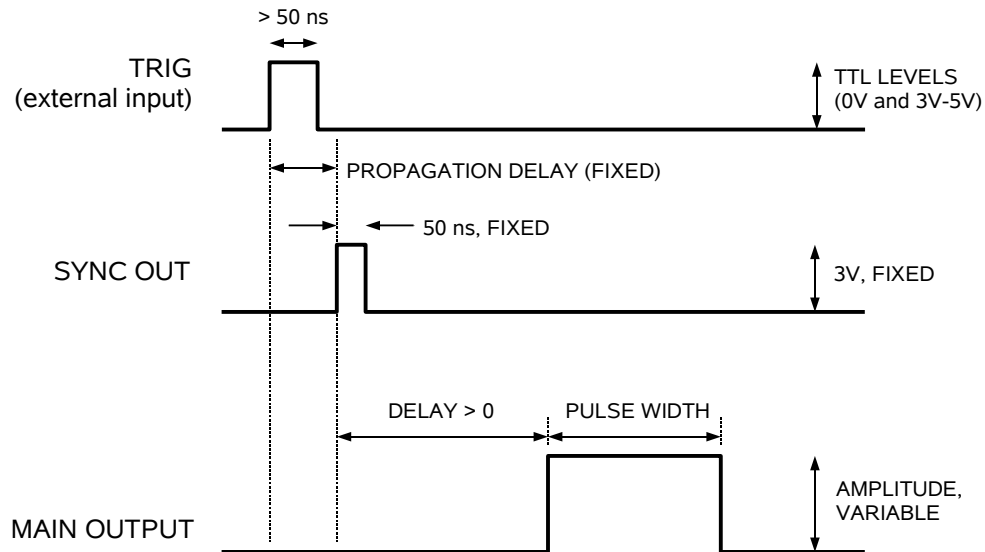 > 50 ns
TRIG
(external input)
TTL LEVELS
(0V and 3V-5V)
PROPAGATION DELAY (FIXED)
50 ns, FIXED
SYNC OUT
3V, FIXED
DELAY > 0
PULSE WIDTH
AMPLITUDE,
VARIABLE
MAIN OUTPUT